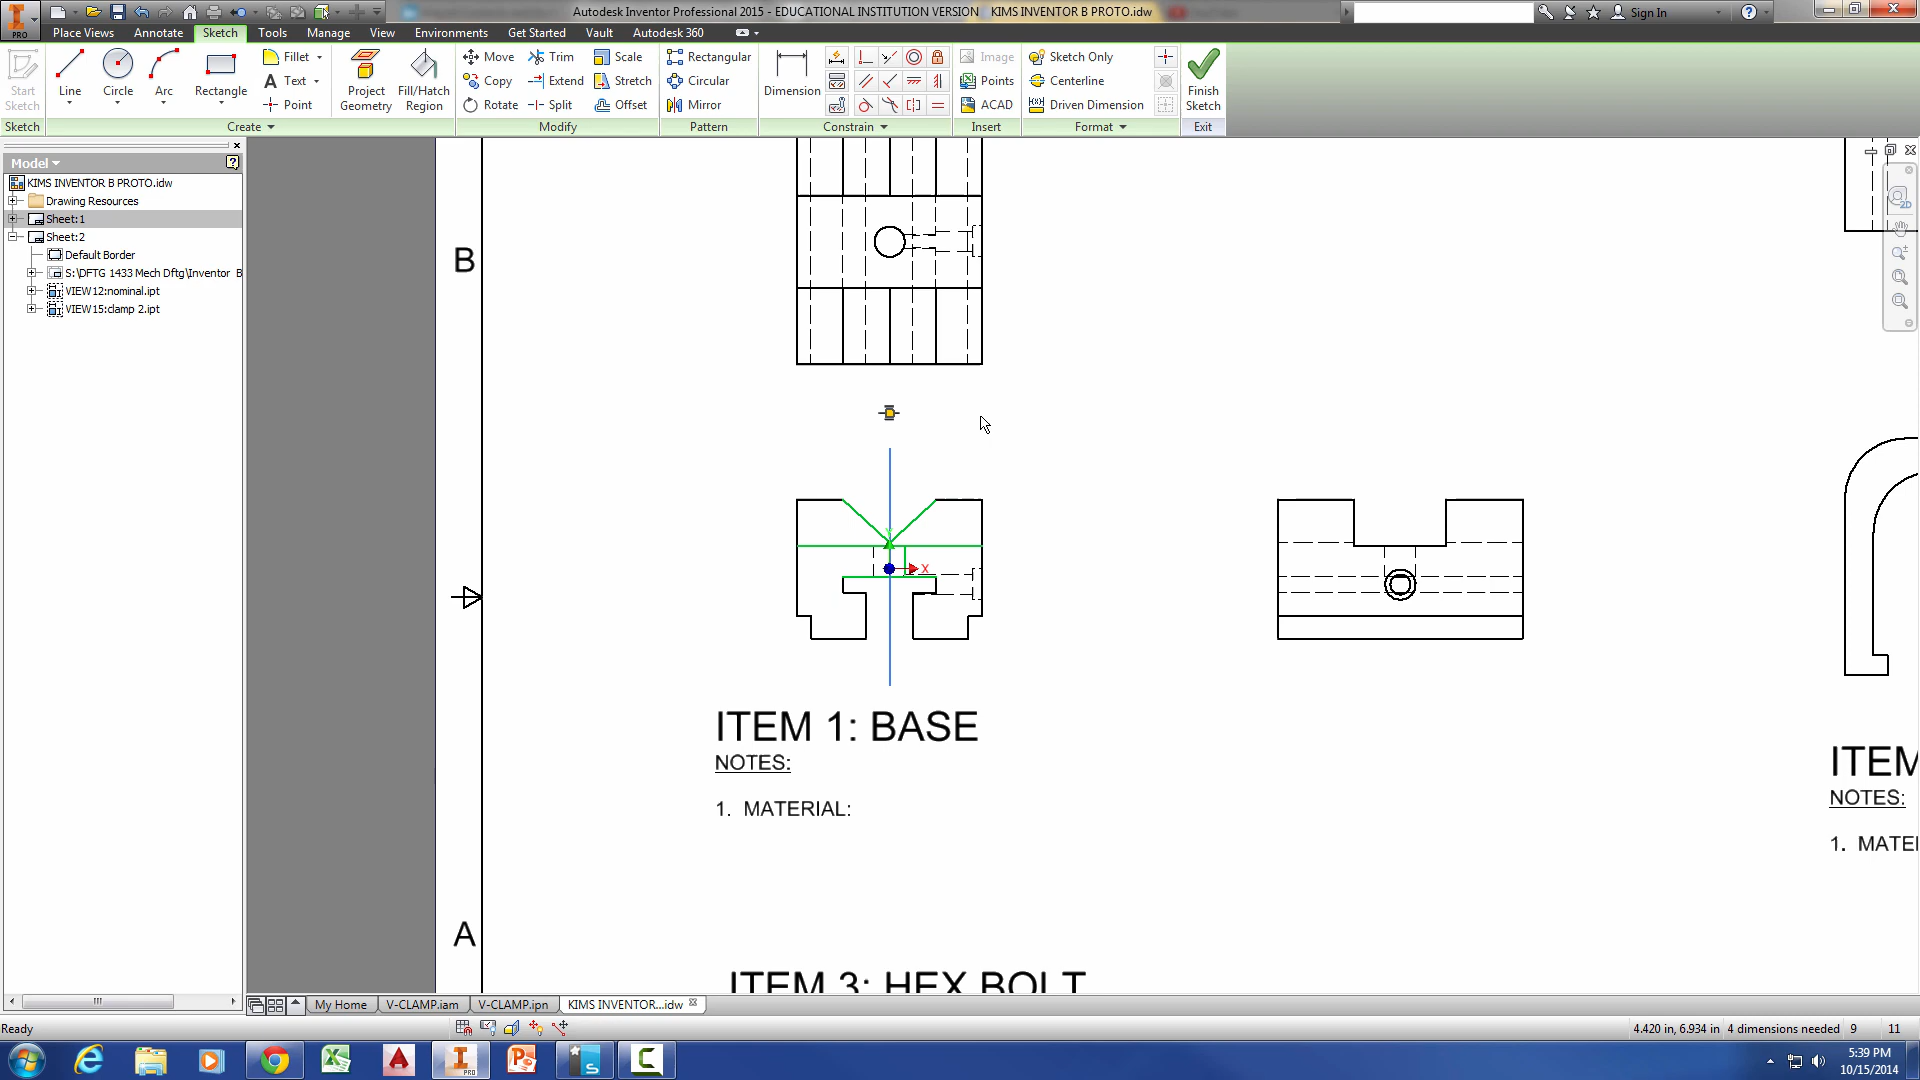 Autodesk Inventor Professional 2015 - EDUCATIONAL INSTITUTION VERSION KIMS INVENTOR B PROTO.idw
Sign In
PRO
Place Views Annotate Sketch Tools Manage View Environments Get Started Vault Autodesk 360
Start Sketch
Line
Circle
Arc
Rectangle
Fillet
Text
Point
Project Geometry
Fill/Hatch Region
Move
Copy
Rotate
Trim
Extend
Split
Scale
Stretch
Offset
Rectangular
Circular
Mirror
Dimension
Image
Points
ACAD
Sketch Only
Centerline
Driven Dimension
Finish Sketch
Sketch Create Modify Pattern Constrain Insert Format Exit
Model
KIMS INVENTOR B PROTO.idw
Drawing Resources
Sheet:1
Sheet:2
Default Border
S:\DFTG 1433 Mech Dftg\Inventor B
VIEW12:nominal.ipt
VIEW15:clamp 2.ipt
2D
B
Y
X
ITEM 1: BASE
NOTES:
1. MATERIAL:
ITEM
NOTES:
1. MATE
A
ITEM 3: HEX BOLT
My Home V-CLAMP.iam V-CLAMP.ipn KIMS INVENTOR...idw
Ready
4.420 in, 6.934 in 4 dimensions needed 9 11
PRO
5:39 PM
10/15/2014